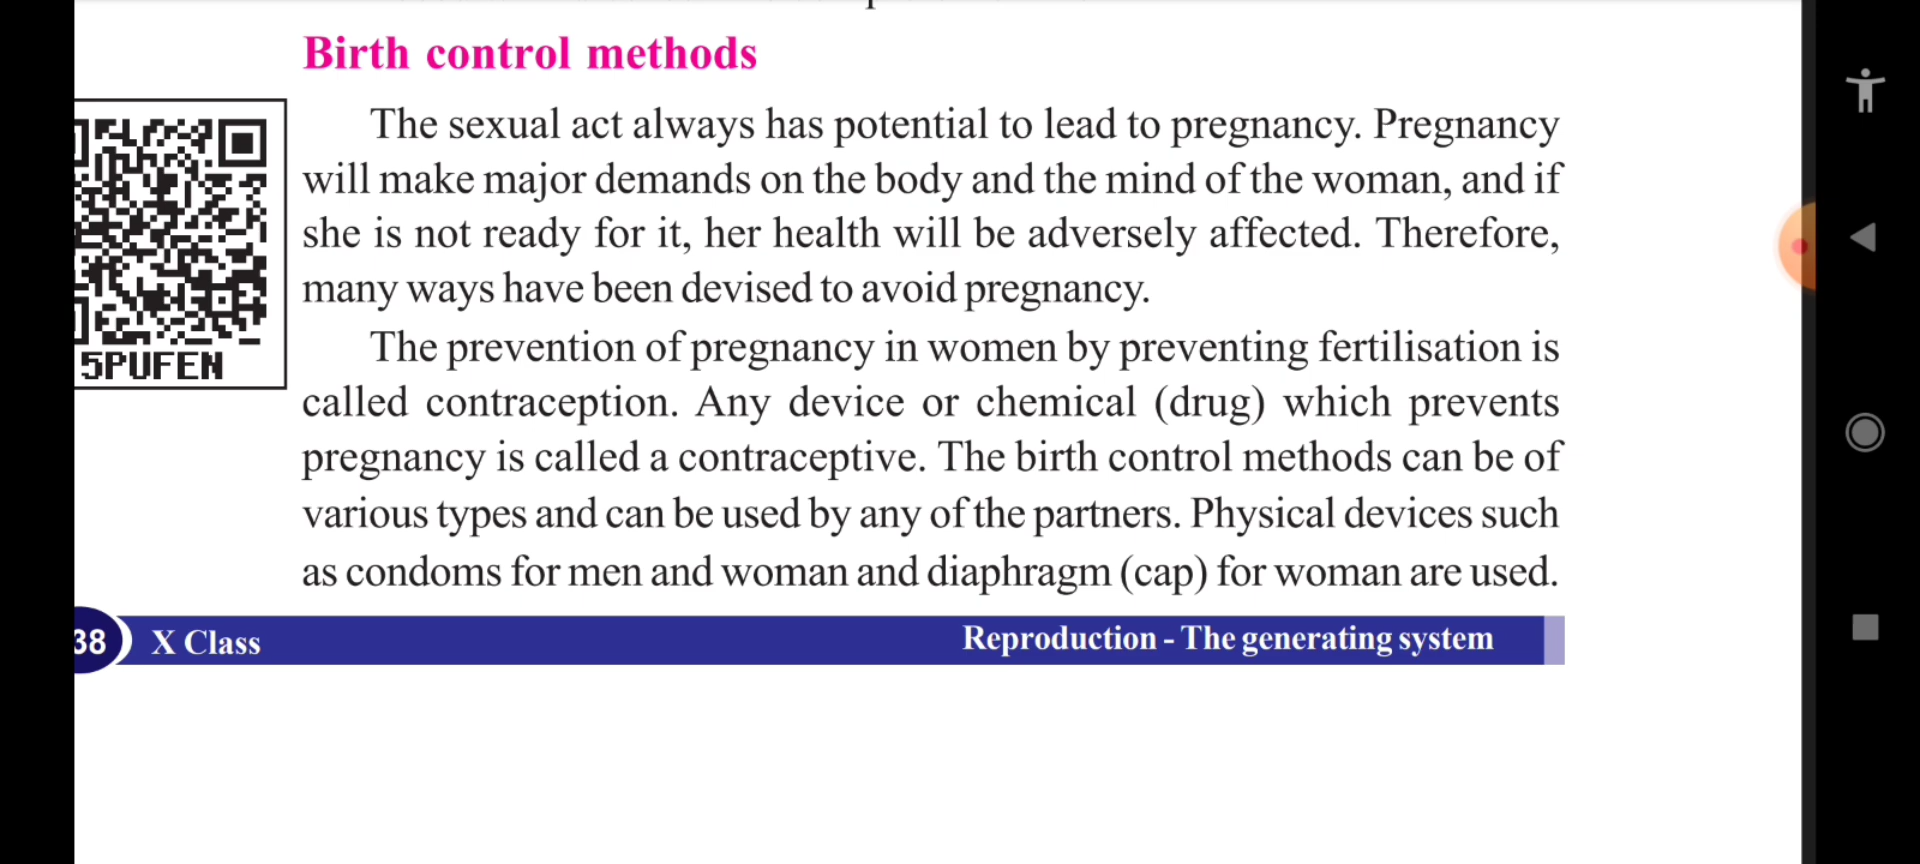 Birth control methods
The sexual act always has potential to lead to pregnancy. Pregnancy
will make major demands on the body and the mind of the woman, and if
she is not ready for it, her health will be adversely affected. Therefore,
many ways have been devised to avoid pregnancy.
5PUFEN
The prevention of pregnancy in women by preventing fertilisation is
called contraception. Any device or chemical (drug) which prevents
pregnancy is called a contraceptive. The birth control methods can be of
various types and can be used by any of the partners. Physical devices such
as condoms for men and woman and diaphragm (cap) for woman are used.
38 X Class
Reproduction - The generating system